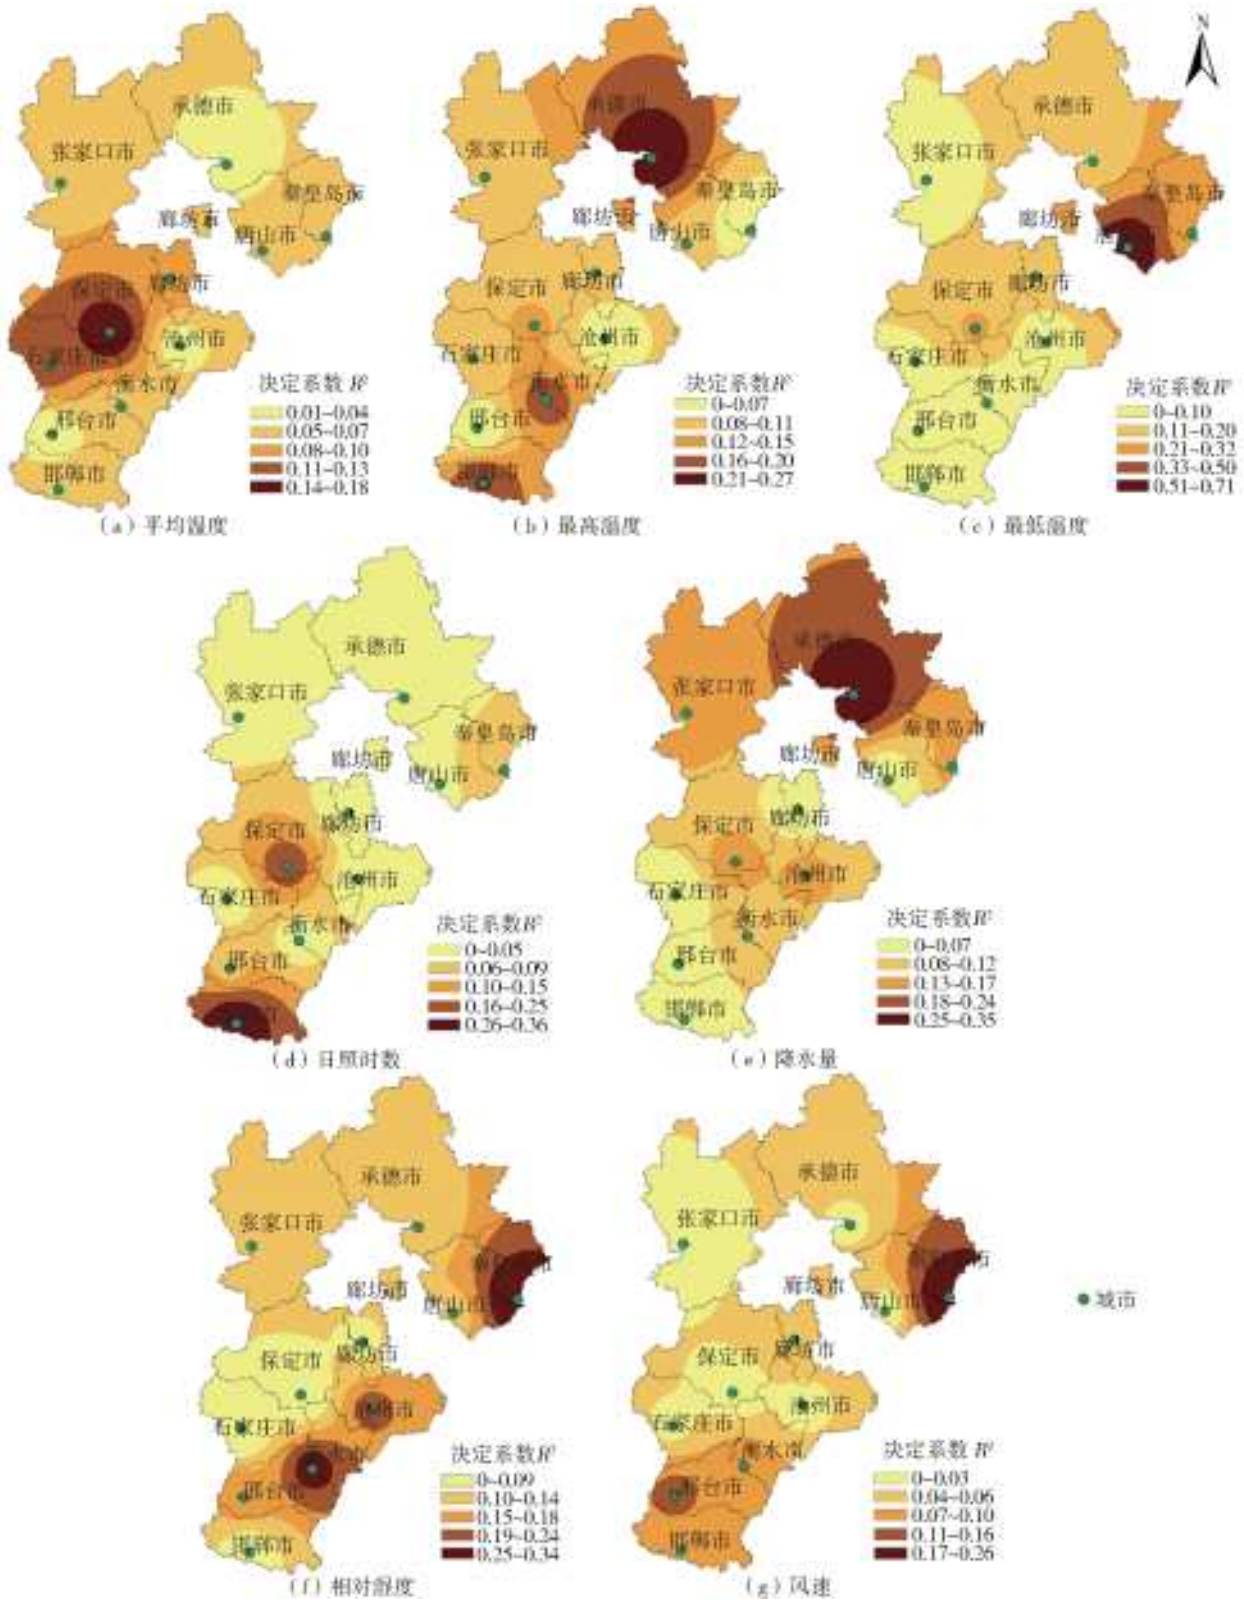 N
承德市
张家口市
秦皇岛市
廊坊市
唐山市
保定市
廊坊市
沧州市
石家庄市
衡水市
邢台市
邯郸市
决定系数 R²
0.01~0.04
0.05~0.07
0.08~0.10
0.11~0.13
0.14~0.18
(a) 平均温度
承德市
张家口市
秦皇岛市
廊坊市
唐山市
保定市
廊坊市
沧州市
石家庄市
衡水市
邢台市
邯郸市
决定系数R²
0~0.07
0.08~0.11
0.12~0.15
0.16~0.20
0.21~0.27
(b) 最高温度
承德市
张家口市
秦皇岛市
廊坊市
保定市
廊坊市
沧州市
石家庄市
衡水市
邢台市
邯郸市
决定系数R²
0~0.10
0.11~0.20
0.21~0.32
0.33~0.50
0.51~0.71
(c) 最低温度
承德市
张家口市
秦皇岛市
廊坊市
唐山市
保定市
廊坊市
沧州市
石家庄市
衡水市
邢台市
决定系数R²
0~0.05
0.06~0.09
0.10~0.15
0.16~0.25
0.26~0.36
(d) 日照时数
承德市
张家口市
秦皇岛市
廊坊市
唐山市
保定市
廊坊市
沧州市
石家庄市
衡水市
邢台市
邯郸市
决定系数R²
0~0.07
0.08~0.12
0.13~0.17
0.18~0.24
0.25~0.35
(e) 降水量
承德市
张家口市
廊坊市
唐山市
保定市
廊坊市
沧州市
石家庄市
水市
邢台市
邯郸市
决定系数R²
0~0.09
0.10~0.14
0.15~0.18
0.19~0.24
0.25~0.34
(f) 相对湿度
承德市
张家口市
廊坊市
唐山市
保定市
廊坊市
沧州市
石家庄市
衡水市
邢台市
邯郸市
决定系数 R²
0~0.03
0.04~0.06
0.07~0.10
0.11~0.16
0.17~0.26
(g) 风速
城市